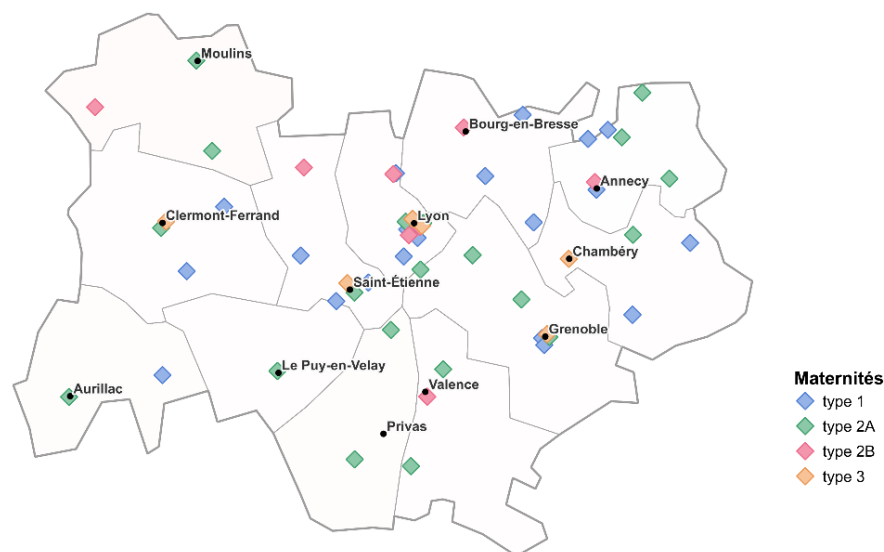 Moulins
Bourg-en-Bresse
Annecy
Clermont-Ferrand
Lyon
Chambéry
Saint-Étienne
Grenoble
Le Puy-en-Velay
Aurillac
Valence
Privas
Maternités
type 1
type 2A
type 2B
type 3